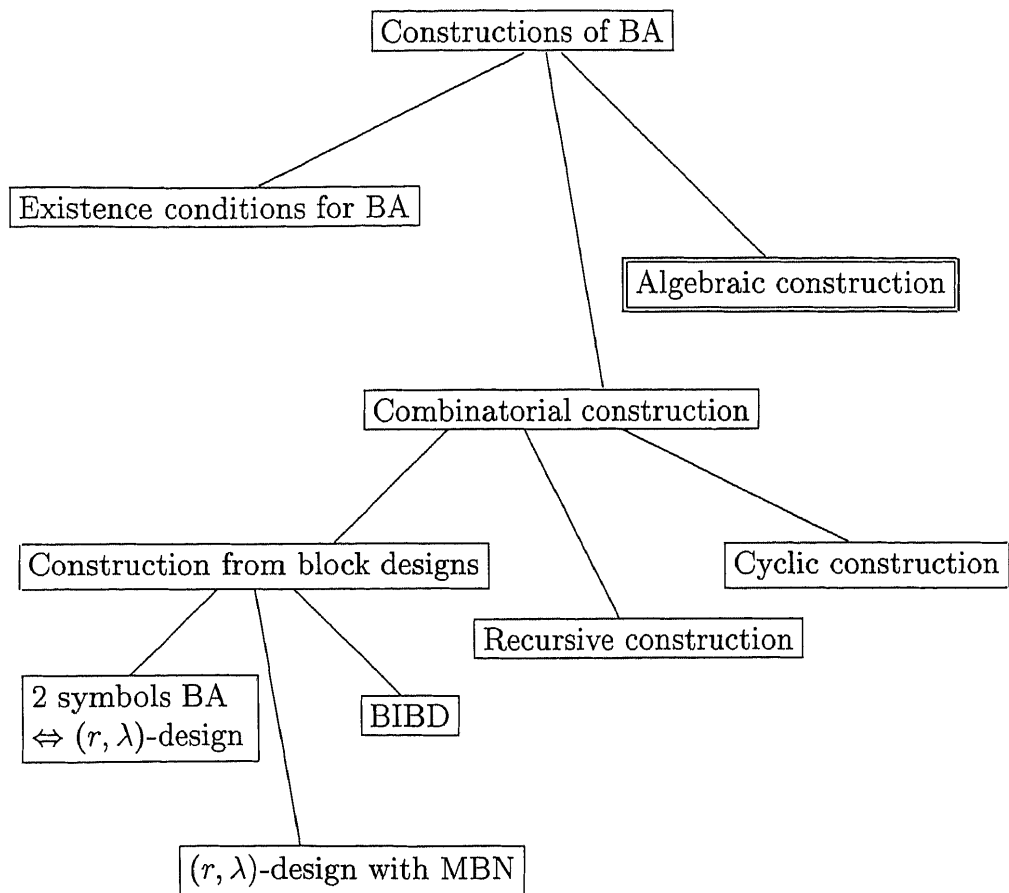 Constructions of BA
Existence conditions for BA
Algebraic construction
Combinatorial construction
Construction from block designs
Cyclic construction
Recursive construction
2 symbols BA
⇔ (r, λ)-design
BIBD
(r, λ)-design with MBN